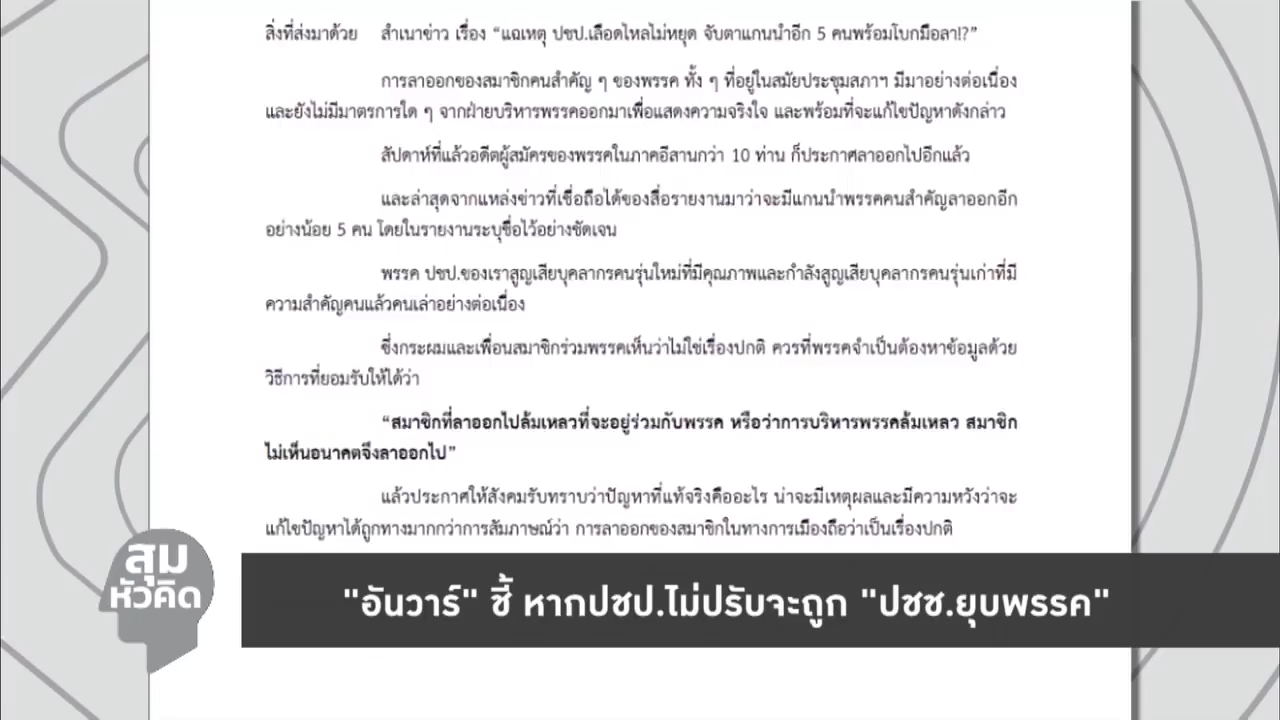 สิ่งที่ส่งมาด้วย สำเนาข่าว เรื่อง “แฉเหตุ ปชป.เลือดไหลไม่หยุด จับตาแกนนำอีก 5 คนพร้อมโบกมือลา!?”
การลาออกของสมาชิกคนสำคัญ ๆ ของพรรค ทั้ง ๆ ที่อยู่ในสมัยประชุมสภาฯ มีมาอย่างต่อเนื่อง
และยังไม่มีมาตรการใด ๆ จากฝ่ายบริหารพรรคออกมาเพื่อแสดงความจริงใจ และพร้อมที่จะแก้ไขปัญหาดังกล่าว
สัปดาห์ที่แล้วอดีตผู้สมัครของพรรคในภาคอีสานกว่า 10 ท่าน ก็ประกาศลาออกไปอีกแล้ว
และล่าสุดจากแหล่งข่าวที่เชื่อถือได้ของสื่อรายงานมาว่าจะมีแกนนำพรรคคนสำคัญลาออกอีก
อย่างน้อย 5 คน โดยในรายงานระบุชื่อไว้อย่างชัดเจน
พรรค ปชป.ของเราสูญเสียบุคลากรคนรุ่นใหม่ที่มีคุณภาพและกำลังสูญเสียบุคลากรคนรุ่นเก่าที่มี
ความสำคัญคนแล้วคนเล่าอย่างต่อเนื่อง
ซึ่งกระผมและเพื่อนสมาชิกร่วมพรรคเห็นว่าไม่ใช่เรื่องปกติ ควรที่พรรคจำเป็นต้องหาข้อมูลด้วย
วิธีการที่ยอมรับให้ได้ว่า
“สมาชิกที่ลาออกไปล้มเหลวที่จะอยู่ร่วมกับพรรค หรือว่าการบริหารพรรคล้มเหลว สมาชิก
ไม่เห็นอนาคตจึงลาออกไป”
แล้วประกาศให้สังคมรับทราบว่าปัญหาที่แท้จริงคืออะไร น่าจะมีเหตุผลและมีความหวังว่าจะ
แก้ไขปัญหาได้ถูกทางมากกว่าการสัมภาษณ์ว่า การลาออกของสมาชิกในทางการเมืองถือว่าเป็นเรื่องปกติ
สุม
หัวคิด
"อันวาร์" ชี้ หากปชป.ไม่ปรับจะถูก "ปชช.ยุบพรรค"